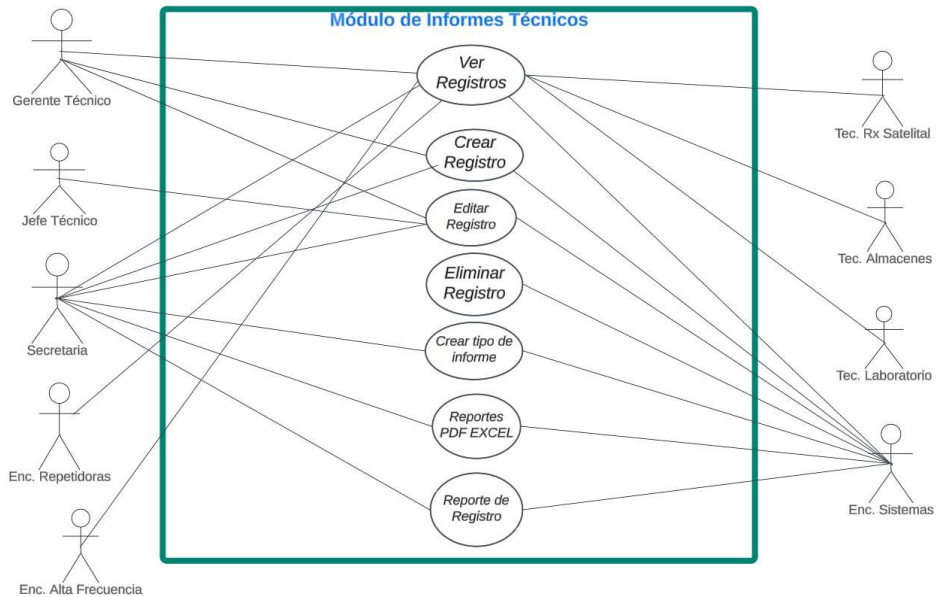 Módulo de Informes Técnicos
Gerente Técnico
Jefe Técnico
Secretaria
Enc. Repetidoras
Enc. Alta Frecuencia
Ver
Registros
Crear
Registro
Editar
Registro
Eliminar
Registro
Crear tipo de
informe
Reportes
PDF EXCEL
Reporte de
Registro
Tec. Rx Satelital
Tec. Almacenes
Tec. Laboratorio
Enc. Sistemas